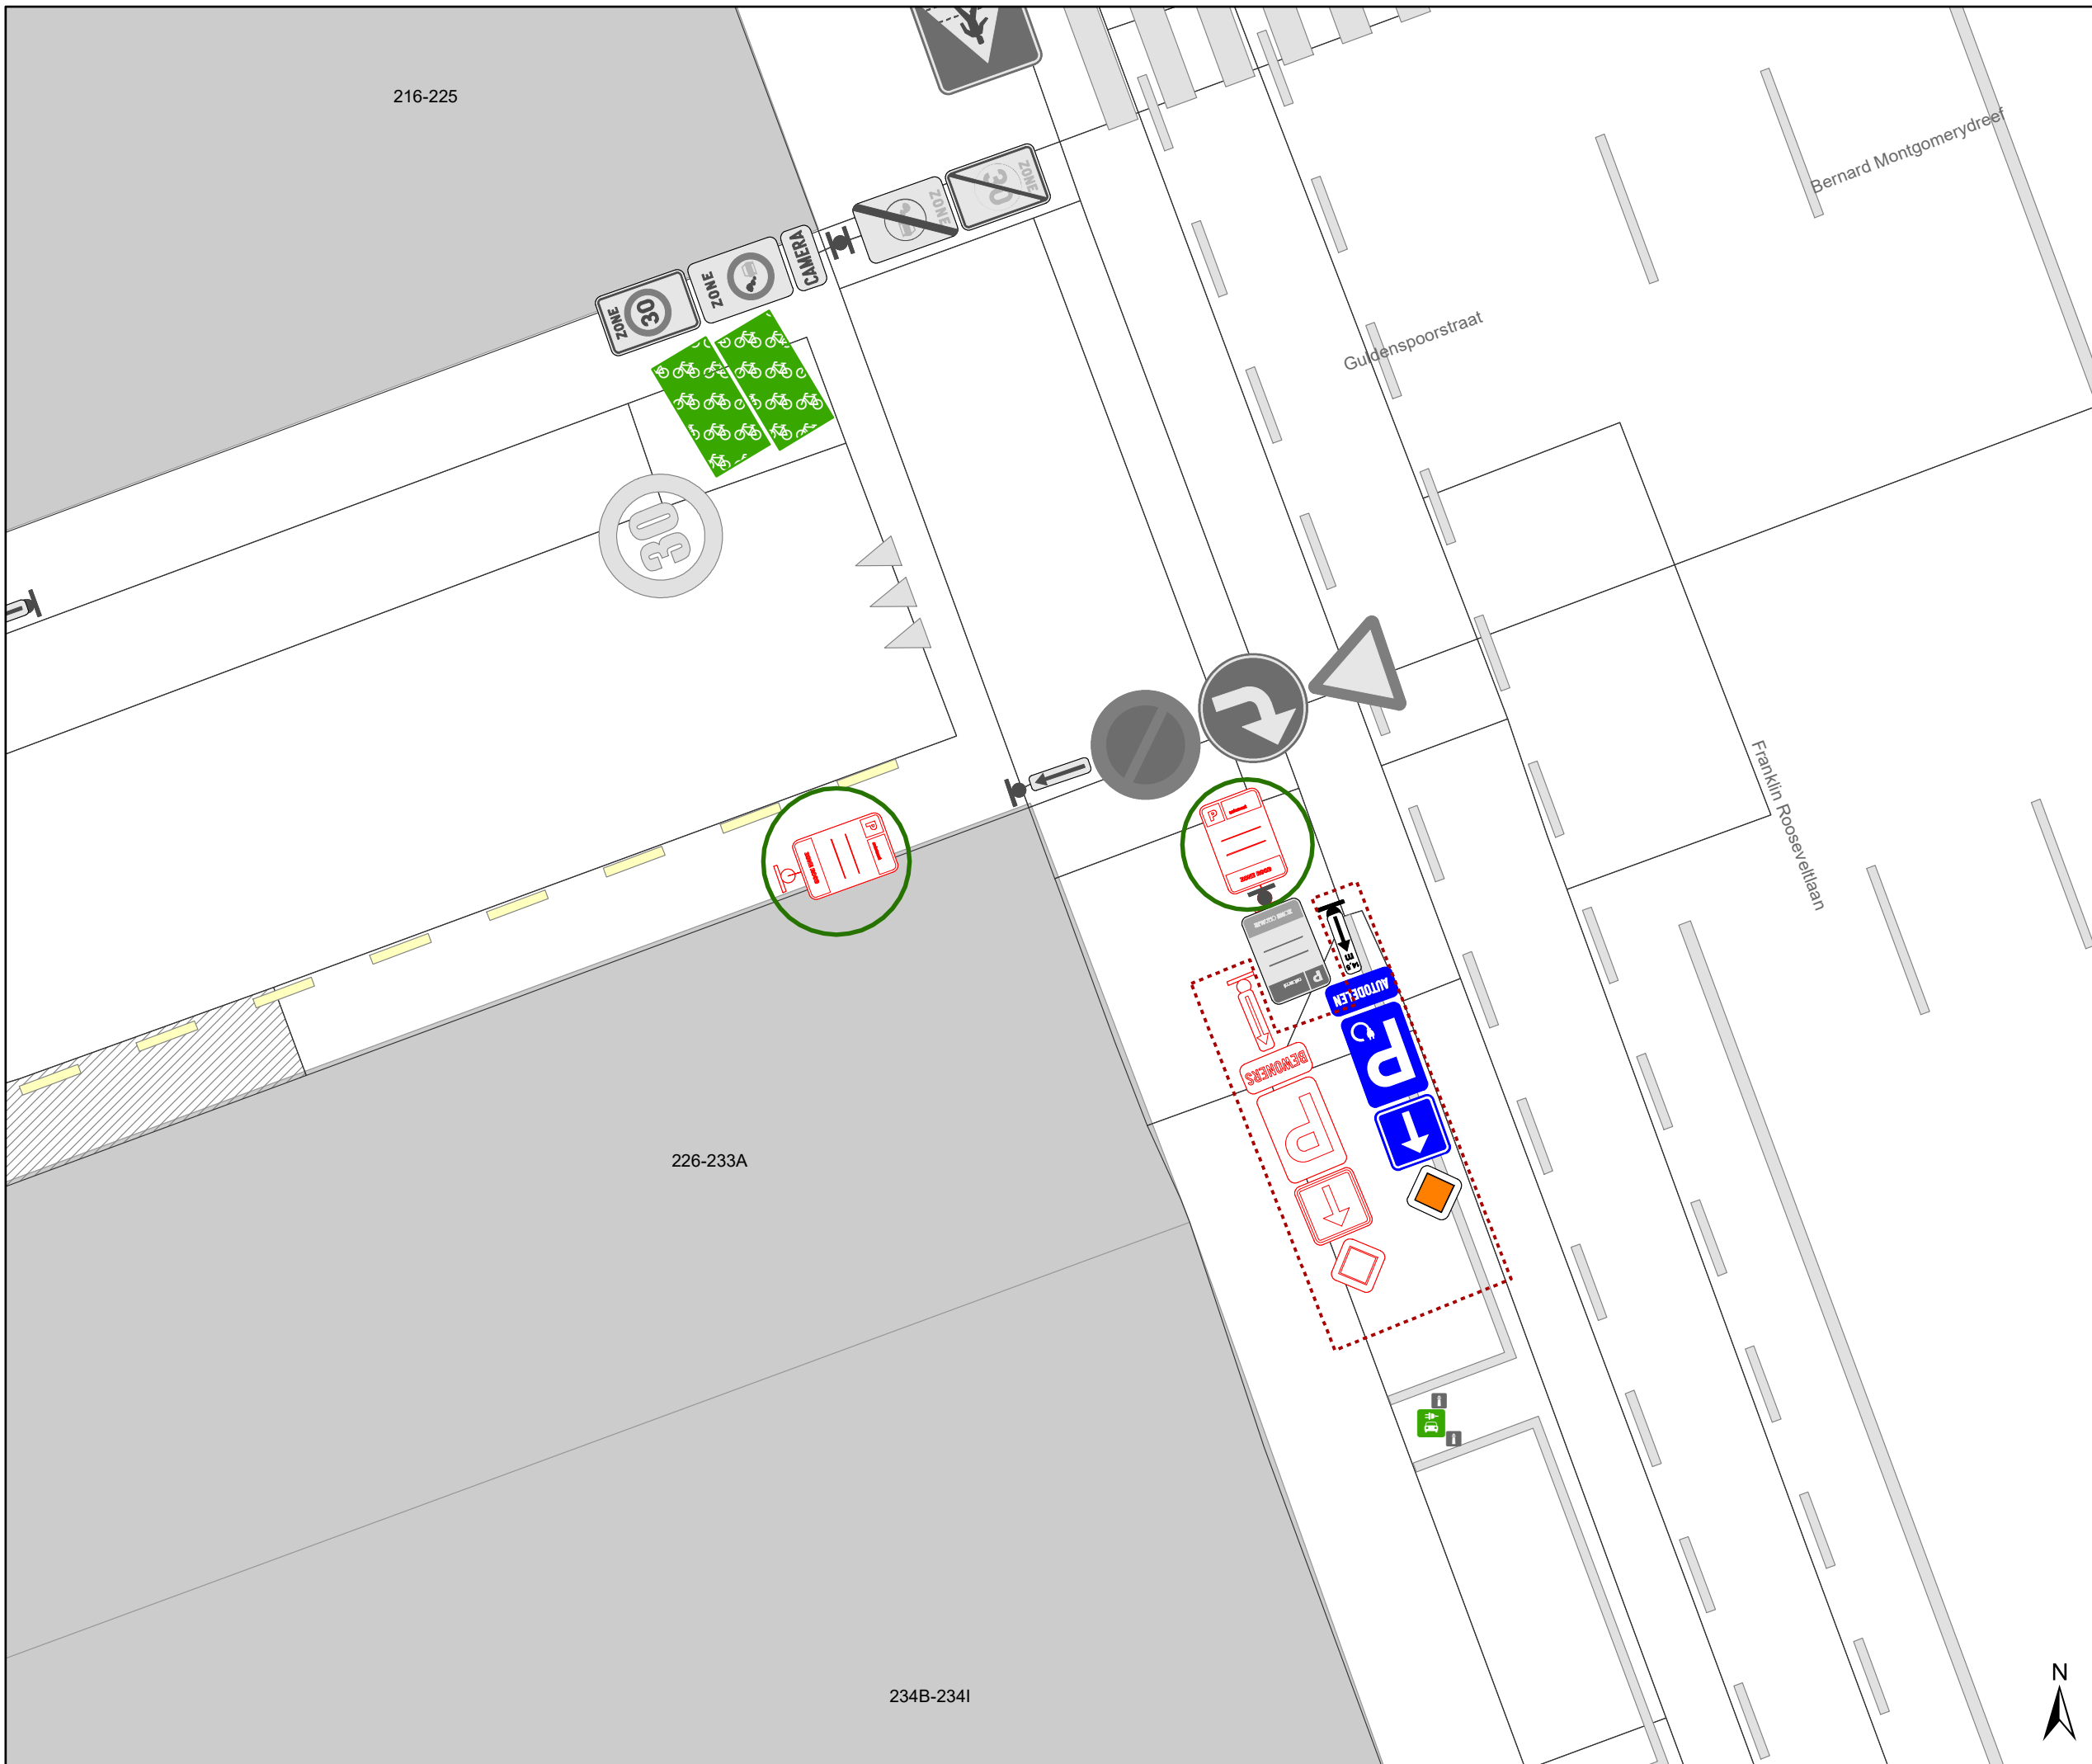 216-225
Bernard Montgomerydreef
ZONE
30
ZONE
CAMERA
ZONE
30
ZONE
Guldenspoorstraat
30
Franklin Rooseveltlaan
P
P
P
AUTODELEN
P
BEWONERS
P
226-233A
234B-234I
N